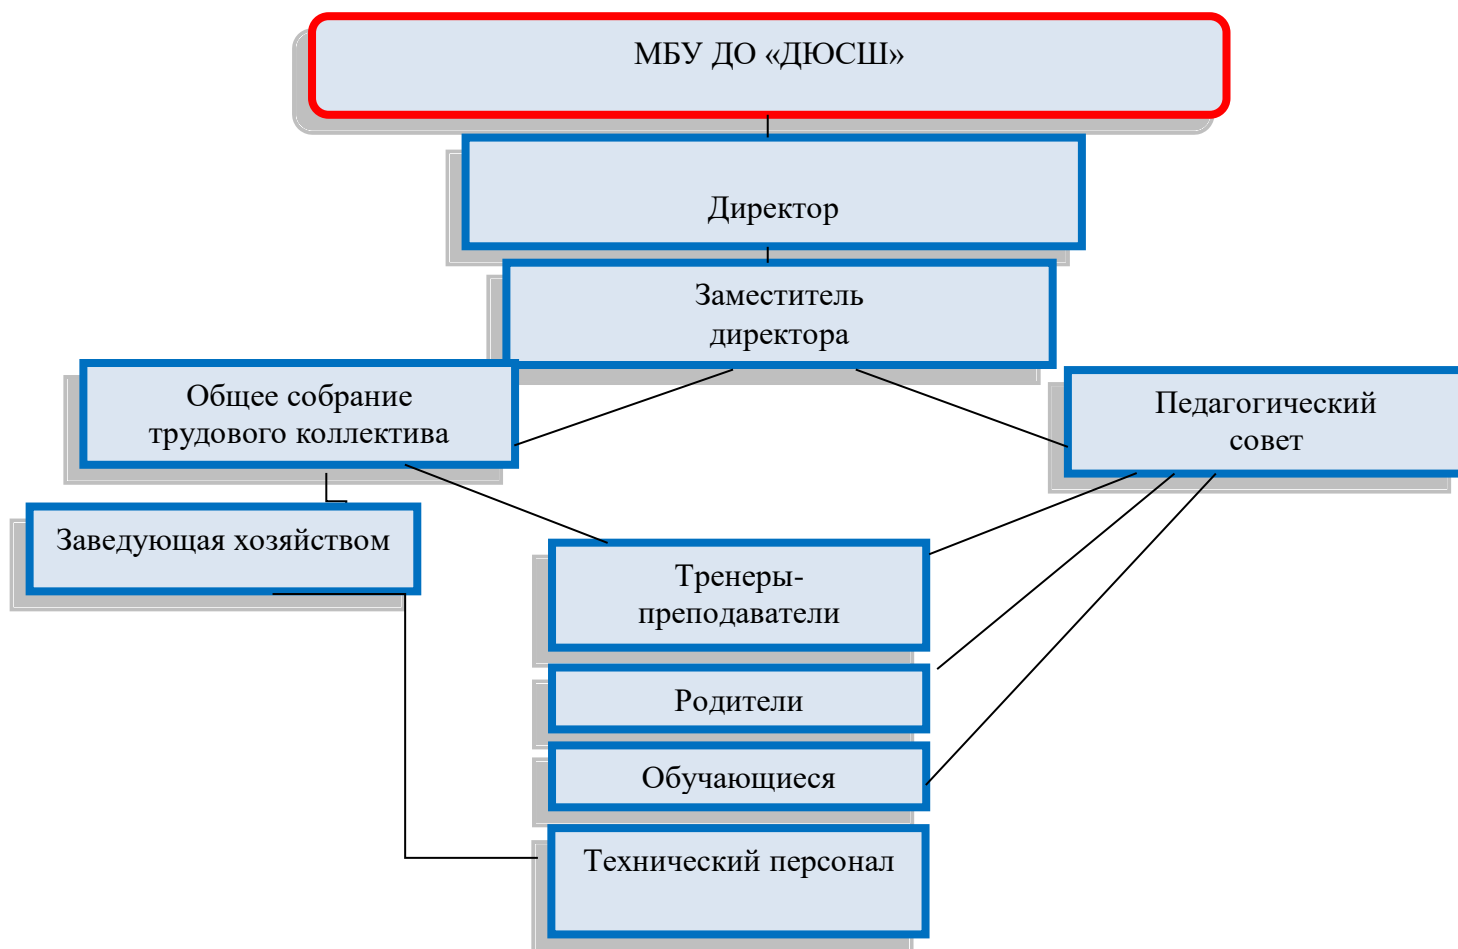 МБУ ДО «ДЮСШ»
Директор
Заместитель
директора
Общее собрание
трудового коллектива
Педагогический
совет
Заведующая хозяйством
Тренеры-
преподаватели
Родители
Обучающиеся
Технический персонал